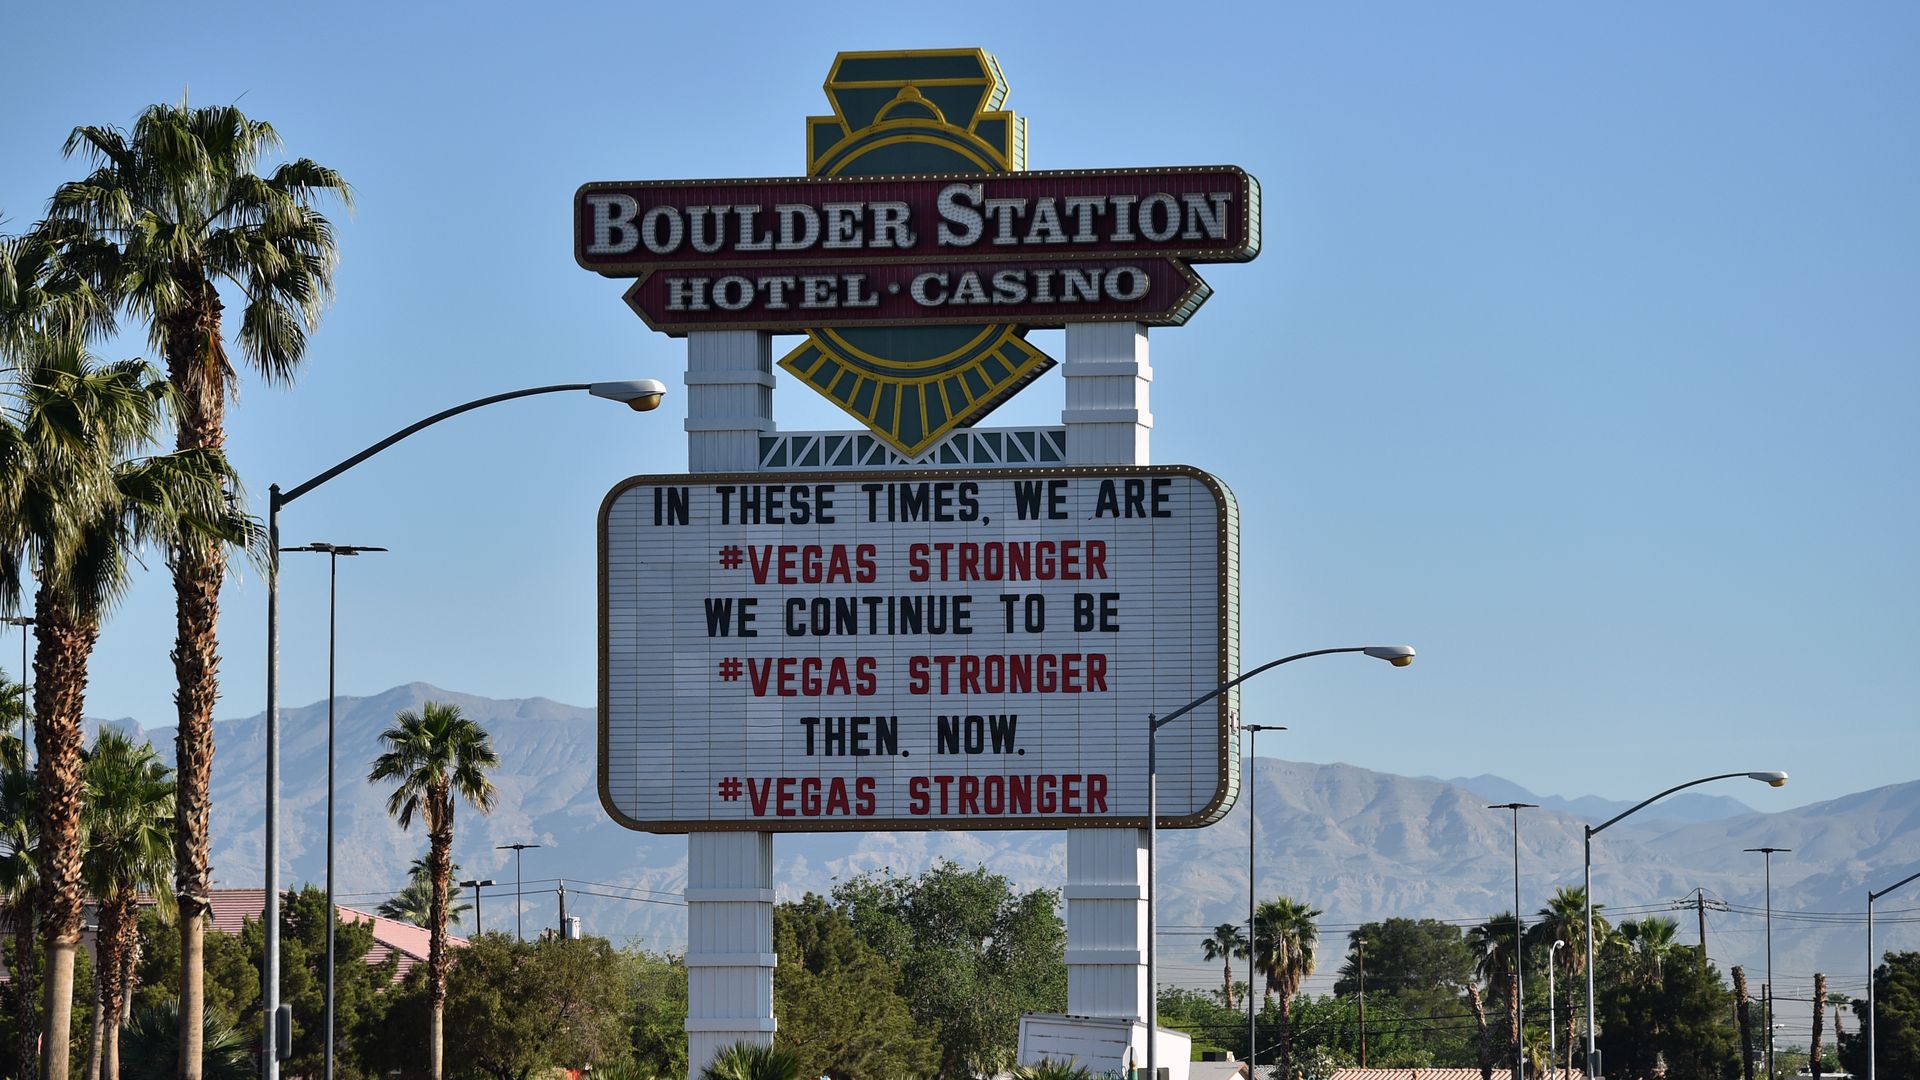 BOULDER STATION
HOTEL · CASINO
IN THESE TIMES, WE ARE
#VEGAS STRONGER
WE CONTINUE TO BE
#VEGAS STRONGER
THEN. NOW.
#VEGAS STRONGER